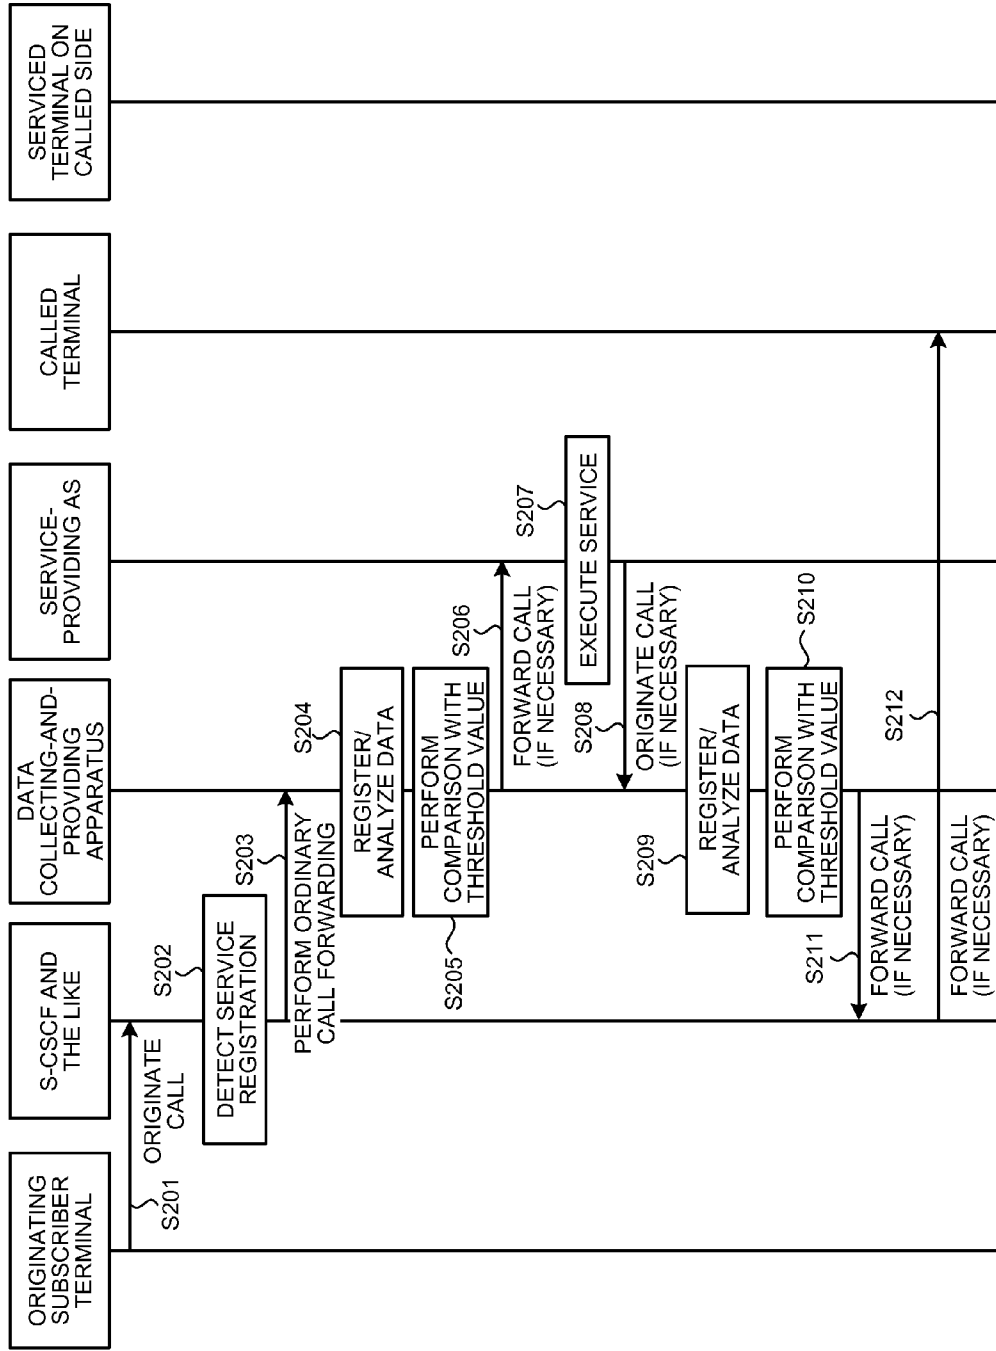 ORIGINATING
SUBSCRIBER
TERMINAL
S-CSCF AND
THE LIKE
DATA
COLLECTING-AND-
PROVIDING
APPARATUS
SERVICE-
PROVIDING AS
CALLED
TERMINAL
SERVICED
TERMINAL ON
CALLED SIDE
S201
ORIGINATE
CALL
S202
DETECT SERVICE
REGISTRATION
S203
PERFORM ORDINARY
CALL FORWARDING
S204
REGISTER/
ANALYZE DATA
PERFORM
COMPARISON WITH
THRESHOLD VALUE
S205
S206
FORWARD CALL
(IF NECESSARY)
S207
EXECUTE SERVICE
S208
ORIGINATE CALL
(IF NECESSARY)
S209
REGISTER/
ANALYZE DATA
S210
PERFORM
COMPARISON WITH
THRESHOLD VALUE
S211
FORWARD CALL
(IF NECESSARY)
S212
FORWARD CALL
(IF NECESSARY)